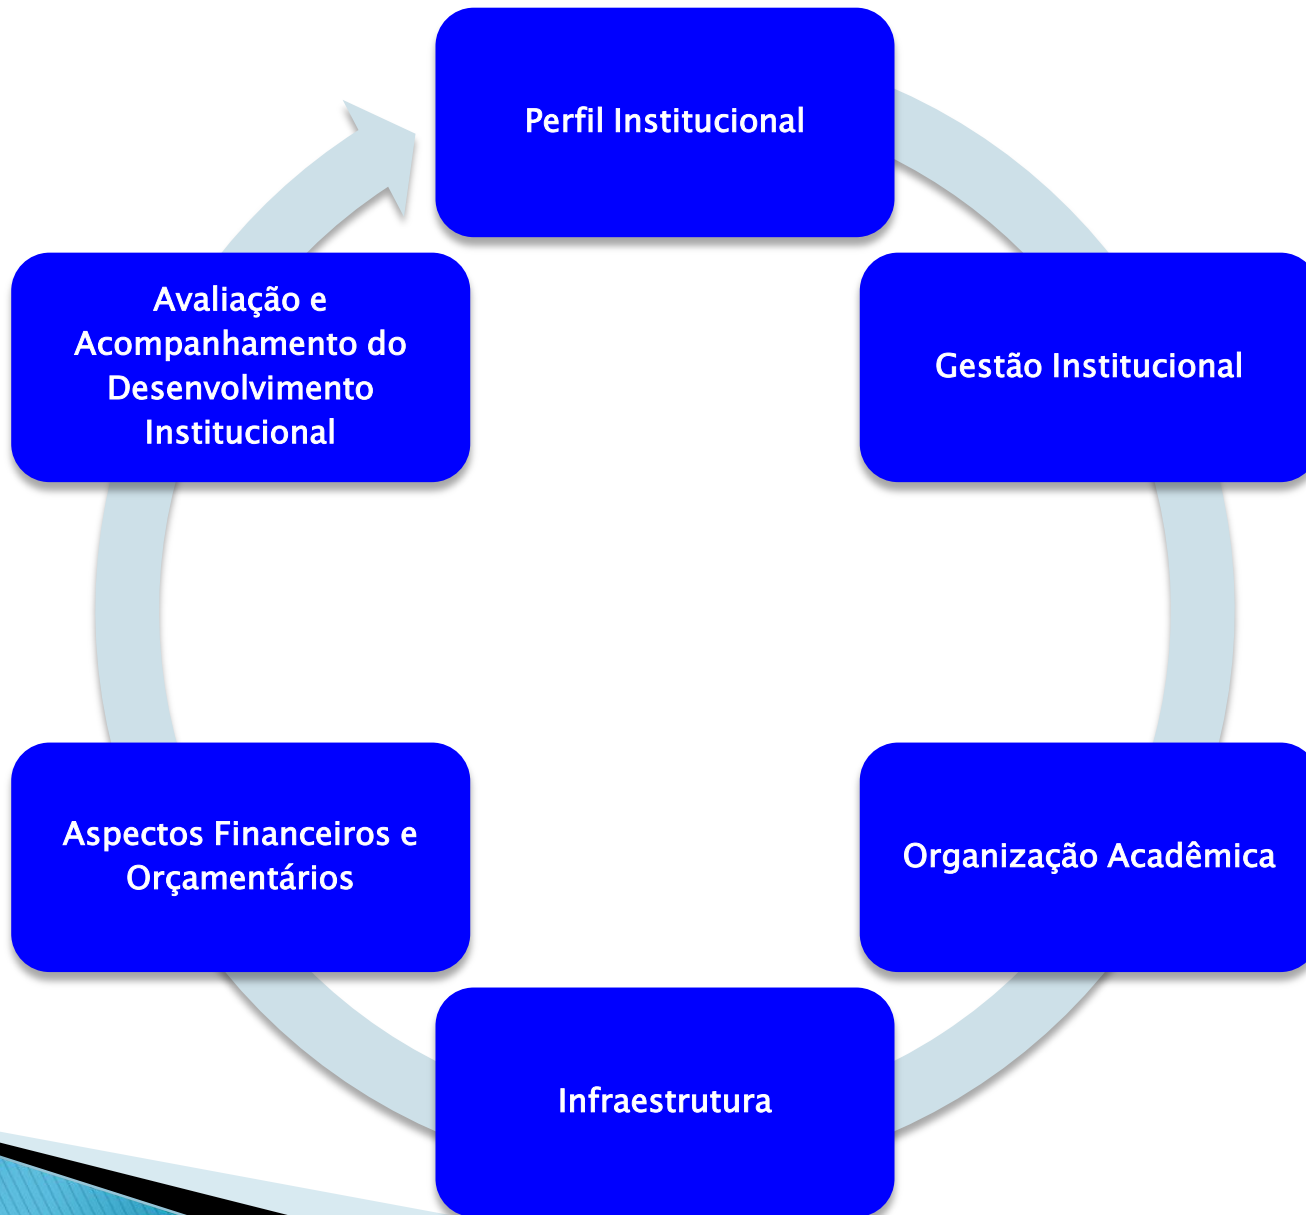 Perfil Institucional
Gestão Institucional
Organização Acadêmica
Infraestrutura
Aspectos Financeiros e
Orçamentários
Avaliação e
Acompanhamento do
Desenvolvimento
Institucional